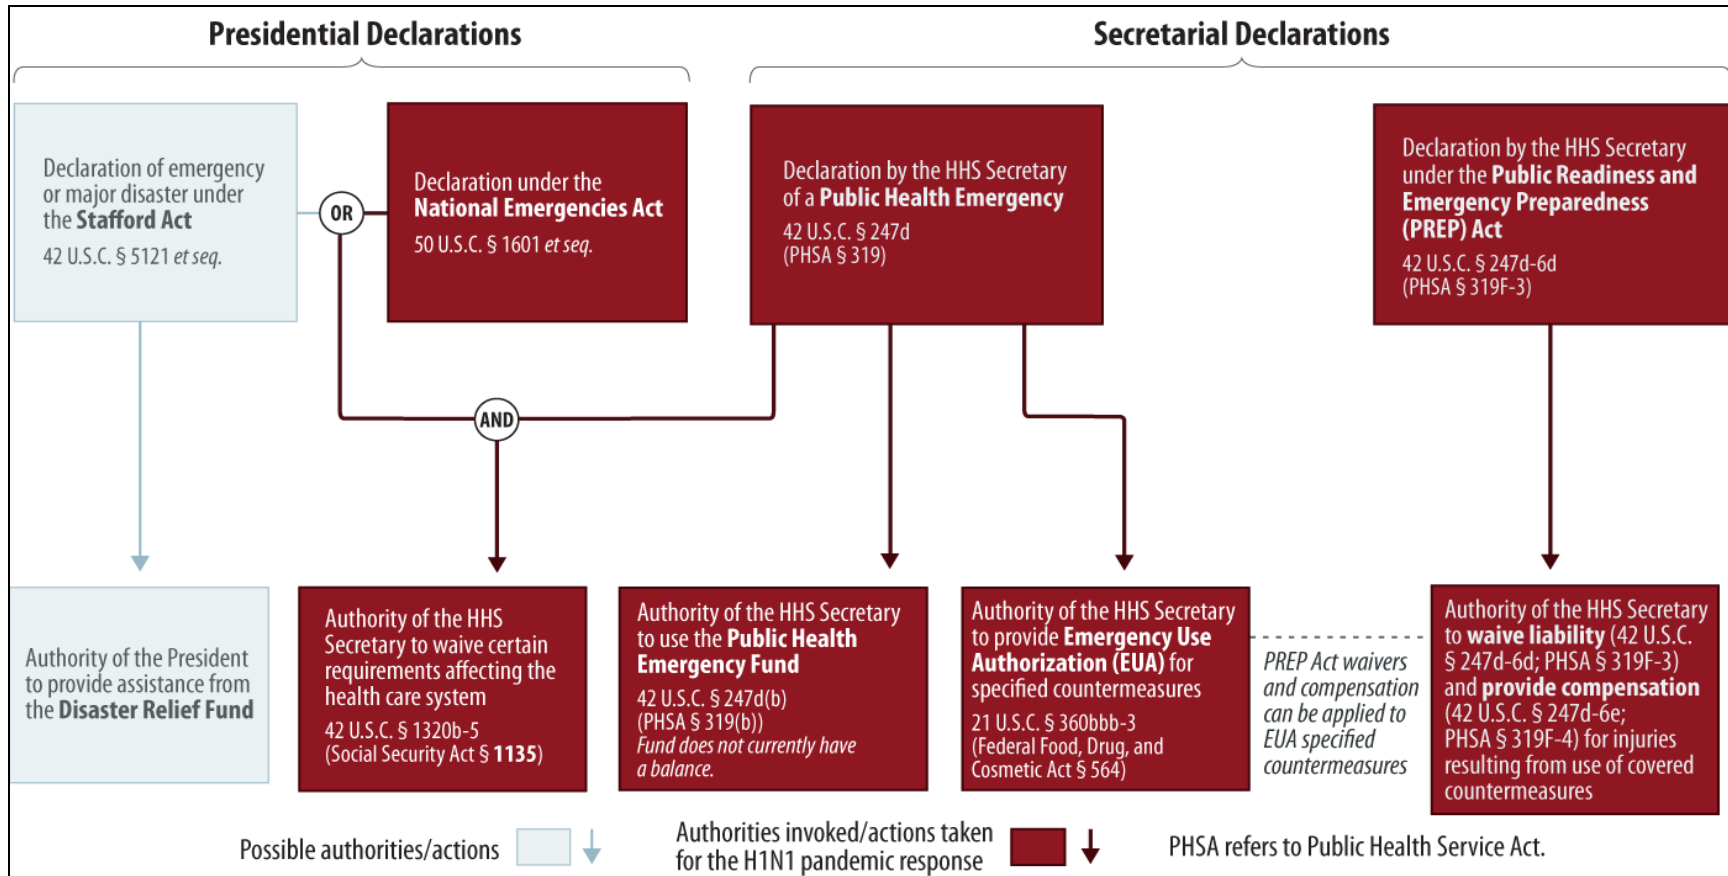 Presidential Declarations
Secretarial Declarations
Declaration of emergency
or major disaster under
the Stafford Act
42 U.S.C. § 5121 et seq.
OR
Declaration under the
National Emergencies Act
50 U.S.C. § 1601 et seq.
Declaration by the HHS Secretary
of a Public Health Emergency
42 U.S.C. § 247d
(PHSA § 319)
Declaration by the HHS Secretary
under the Public Readiness and
Emergency Preparedness
(PREP) Act
42 U.S.C. § 247d-6d
(PHSA § 319F-3)
AND
Authority of the President
to provide assistance from
the Disaster Relief Fund
Authority of the HHS
Secretary to waive certain
requirements affecting the
health care system
42 U.S.C. § 1320b-5
(Social Security Act § 1135)
Authority of the HHS Secretary
to use the Public Health
Emergency Fund
42 U.S.C. § 247d(b)
(PHSA § 319(b))
Fund does not currently have
a balance.
Authority of the HHS Secretary
to provide Emergency Use
Authorization (EUA) for
specified countermeasures
21 U.S.C. § 360bbb-3
(Federal Food, Drug, and
Cosmetic Act § 564)
PREP Act waivers
and compensation
can be applied to
EUA specified
countermeasures
Authority of the HHS Secretary
to waive liability (42 U.S.C.
§ 247d-6d; PHSA § 319F-3)
and provide compensation
(42 U.S.C. § 247d-6e;
PHSA § 319F-4) for injuries
resulting from use of covered
countermeasures
Possible authorities/actions
Authorities invoked/actions taken
for the H1N1 pandemic response
PHSA refers to Public Health Service Act.